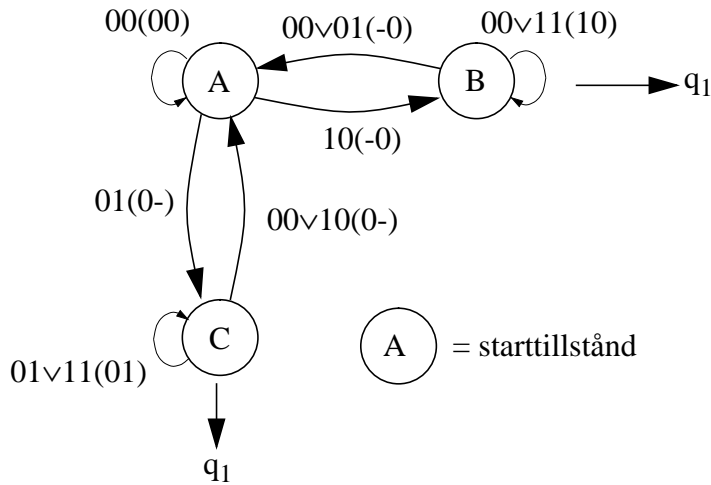 00(00)
00∨01(-0)
00∨11(10)
A
B
q1
10(-0)
01(0-)
00∨10(0-)
C
A = starttillstånd
01∨11(01)
q1